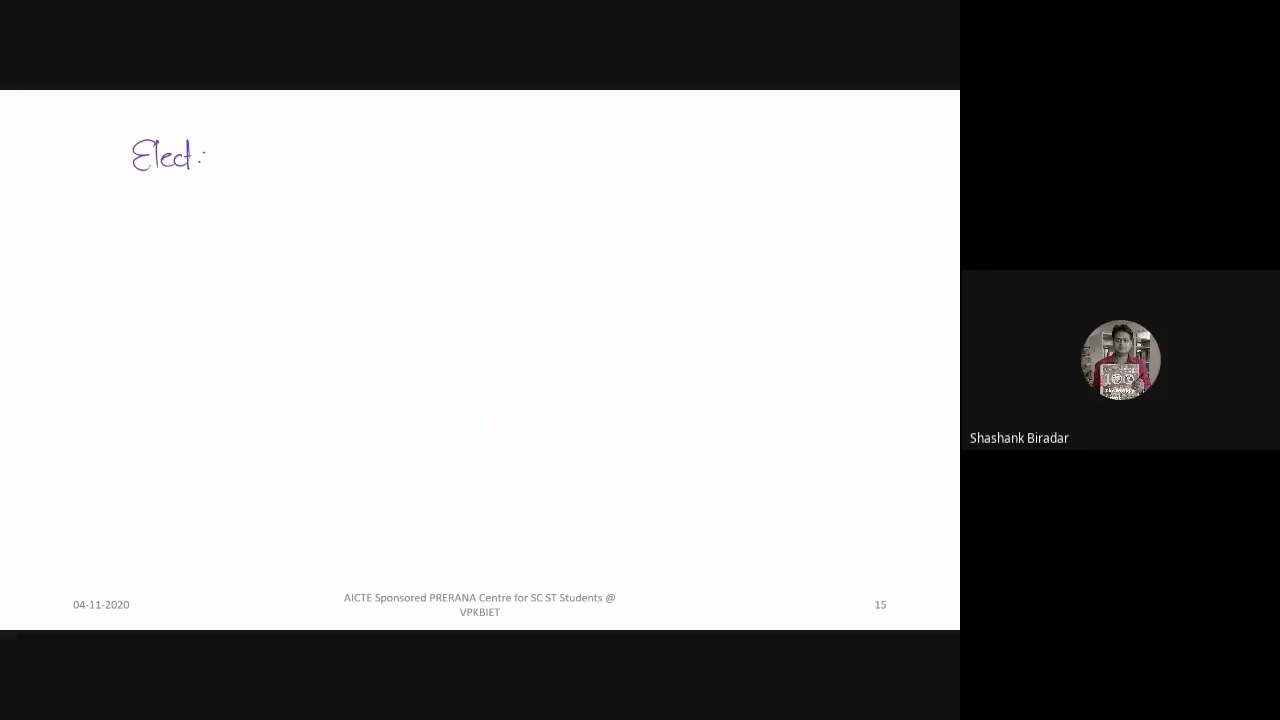 Elect:
Shashank Biradar
04-11-2020
AICTE Sponsored PRERANA Centre for SC ST Students @
VPKBIET
15